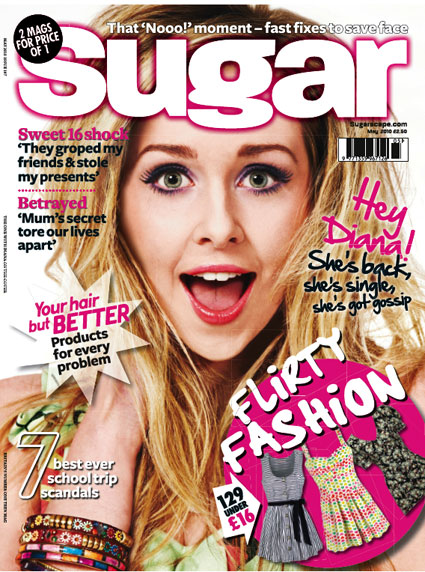 2 MAGS
FOR PRICE
OF 1
That 'Nooo!' moment – fast fixes to save face
Sugar
Sugarscape.com
May 2010 £2.50
Sweet 16 shock
'They groped my
friends & stole
my presents'
Betrayed
'Mum's secret
tore our lives
apart'
Hey
Diana!
She's back,
she's single,
she's got gossip
Your hair
but BETTER
Products
for every
problem
FLIRTY
FASHION
129
UNDER
£16
7 best ever
school trip
scandals